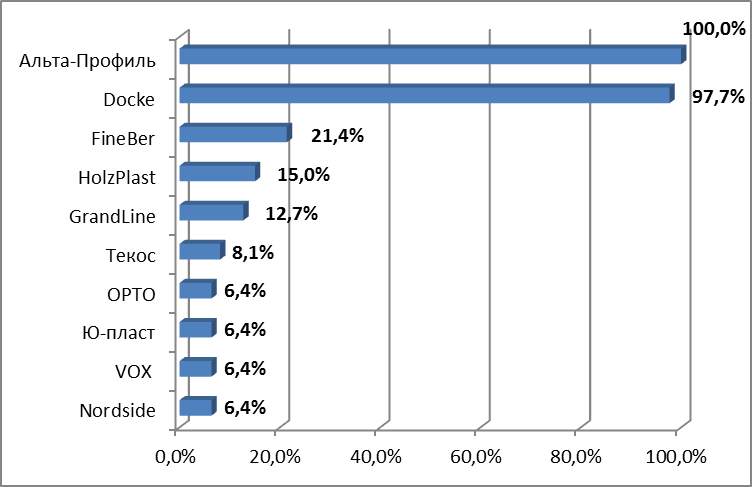 100,0%
Альта-Профиль
Docke 97,7%
FineBer 21,4%
HolzPlast 15,0%
GrandLine 12,7%
Текос 8,1%
ОРТО 6,4%
Ю-пласт 6,4%
VOX 6,4%
Nordside 6,4%
0,0% 20,0% 40,0% 60,0% 80,0% 100,0%